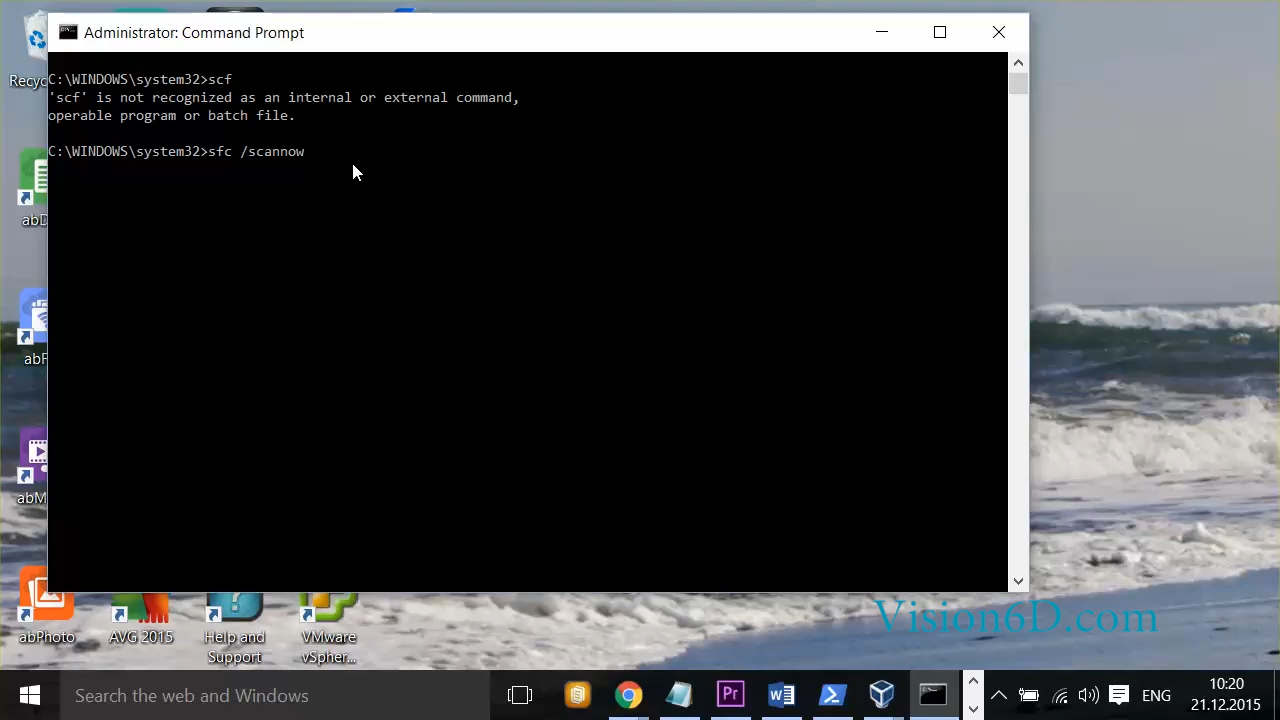 Administrator: Command Prompt
C:\WINDOWS\system32>scf
'scf' is not recognized as an internal or external command,
operable program or batch file.
C:\WINDOWS\system32>sfc /scannow
Recyc
abD
abF
abM
abPhoto
AVG 2015
Help and
Support
VMware
vSpher...
Vision6D.com
Search the web and Windows
Pr
ENG
10:20
21.12.2015